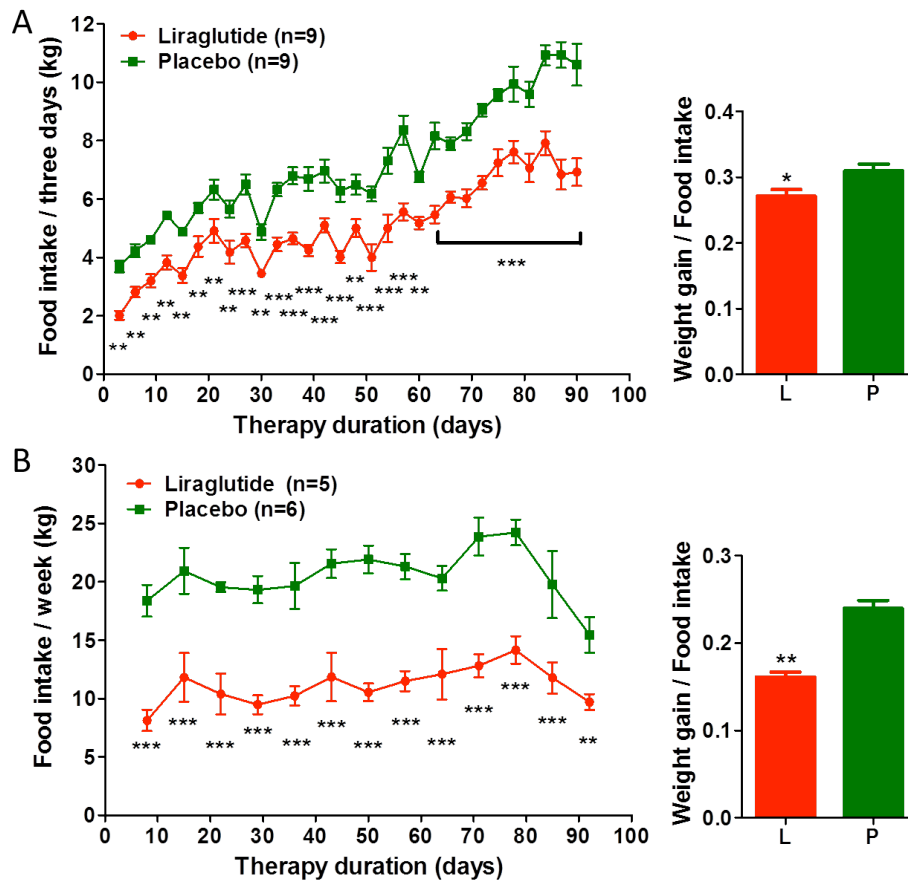 A
Liraglutide (n=9)
Placebo (n=9)
Food intake / three days (kg)
12
10
8
6
4
2
0
** ** ** ** ** ** ** ** *** ** *** *** *** *** *** ** *** *** *** ** ***
0 10 20 30 40 50 60 70 80 90 100
Therapy duration (days)
Weight gain / Food intake
0.4
0.3
0.2
0.1
0.0
*
L P
B
Liraglutide (n=5)
Placebo (n=6)
Food intake / week (kg)
30
25
20
15
10
5
0
*** *** *** *** *** *** *** *** *** *** *** *** **
0 10 20 30 40 50 60 70 80 90 100
Therapy duration (days)
Weight gain / Food intake
0.3
0.2
0.1
0.0
**
L P